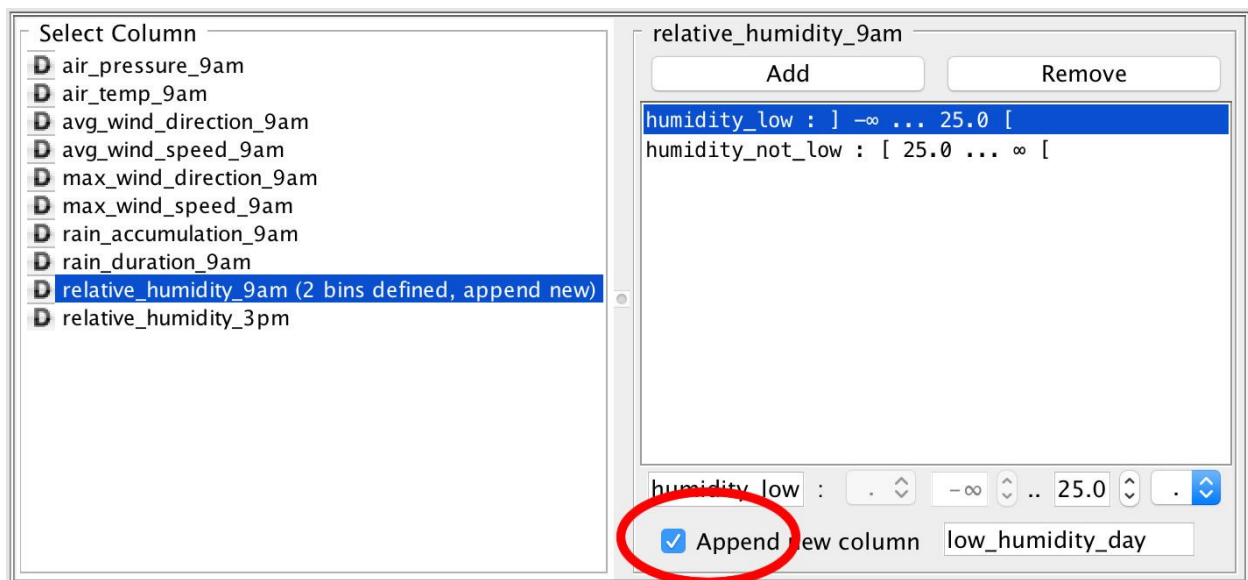 Select Column
D air_pressure_9am
D air_temp_9am
D avg_wind_direction_9am
D avg_wind_speed_9am
D max_wind_direction_9am
D max_wind_speed_9am
D rain_accumulation_9am
D rain_duration_9am
D relative_humidity_9am (2 bins defined, append new)
D relative_humidity_3pm
relative_humidity_9am
Add Remove
humidity_low : ] -∞ ... 25.0 [
humidity_not_low : [ 25.0 ... ∞ [
humidity_low : . -∞ .. 25.0 .
Append new column low_humidity_day